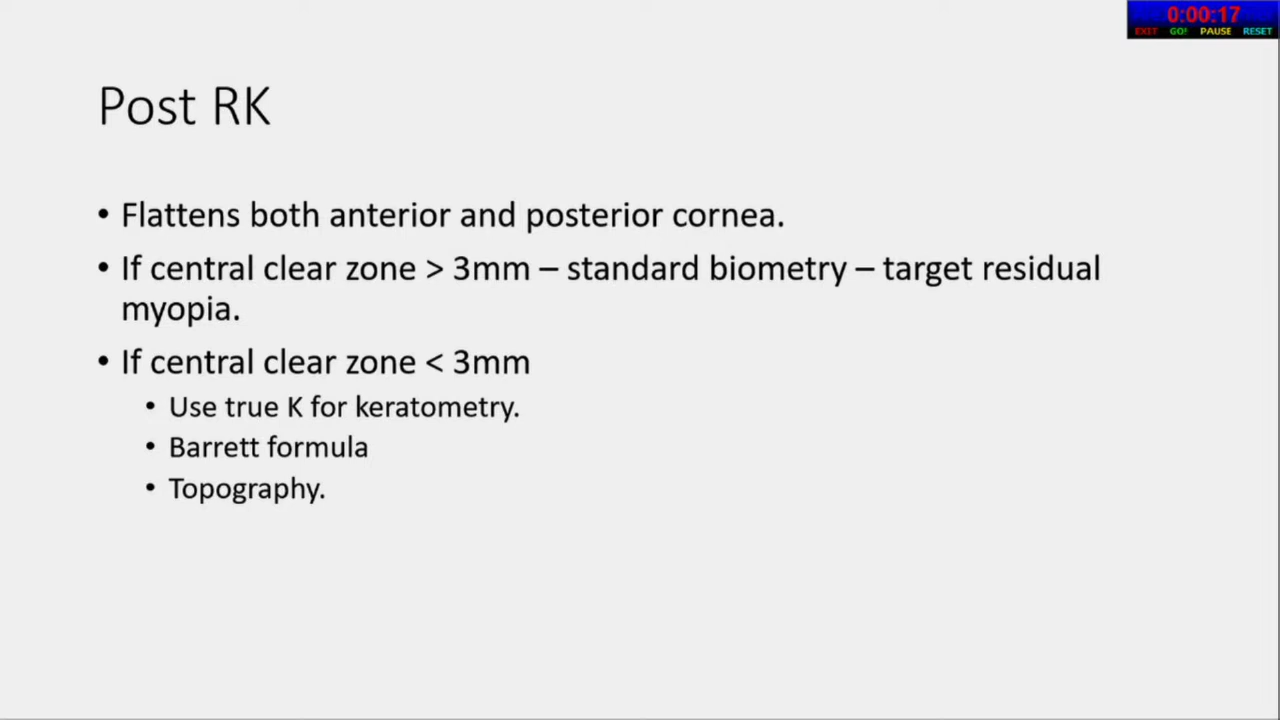 0:00:17
EXIT GO! PAUSE RESET
Post RK
• Flattens both anterior and posterior cornea.
• If central clear zone > 3mm – standard biometry – target residual
myopia.
• If central clear zone < 3mm
• Use true K for keratometry.
• Barrett formula
• Topography.